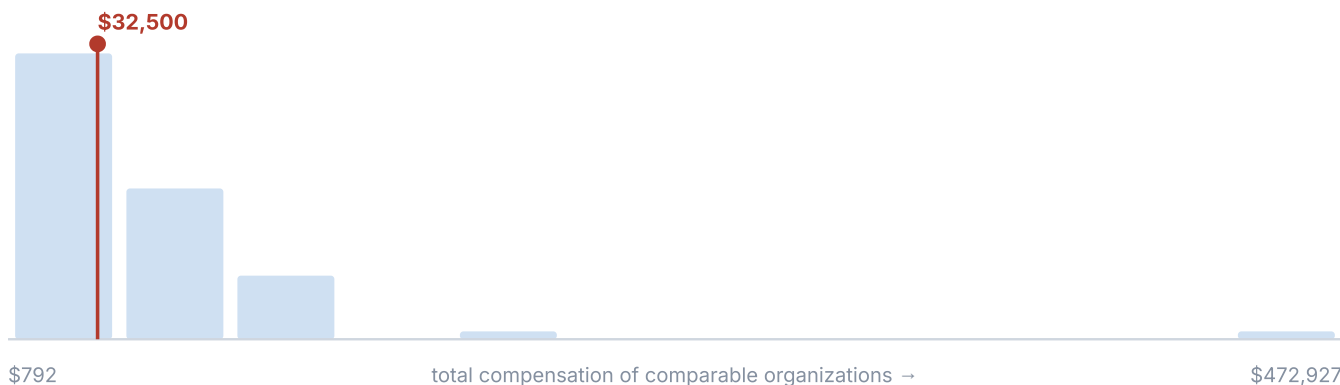 $32,500
$792 total compensation of comparable organizations → $472,927